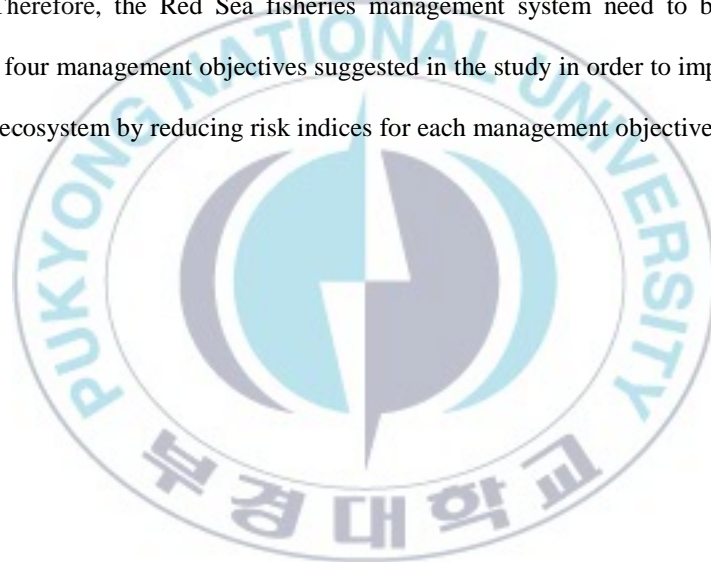 Therefore, the Red Sea fisheries management system need to b
four management objectives suggested in the study in order to imp
ecosystem by reducing risk indices for each management objective
PUKYONG NATIONAL UNIVERSITY
부경대학교